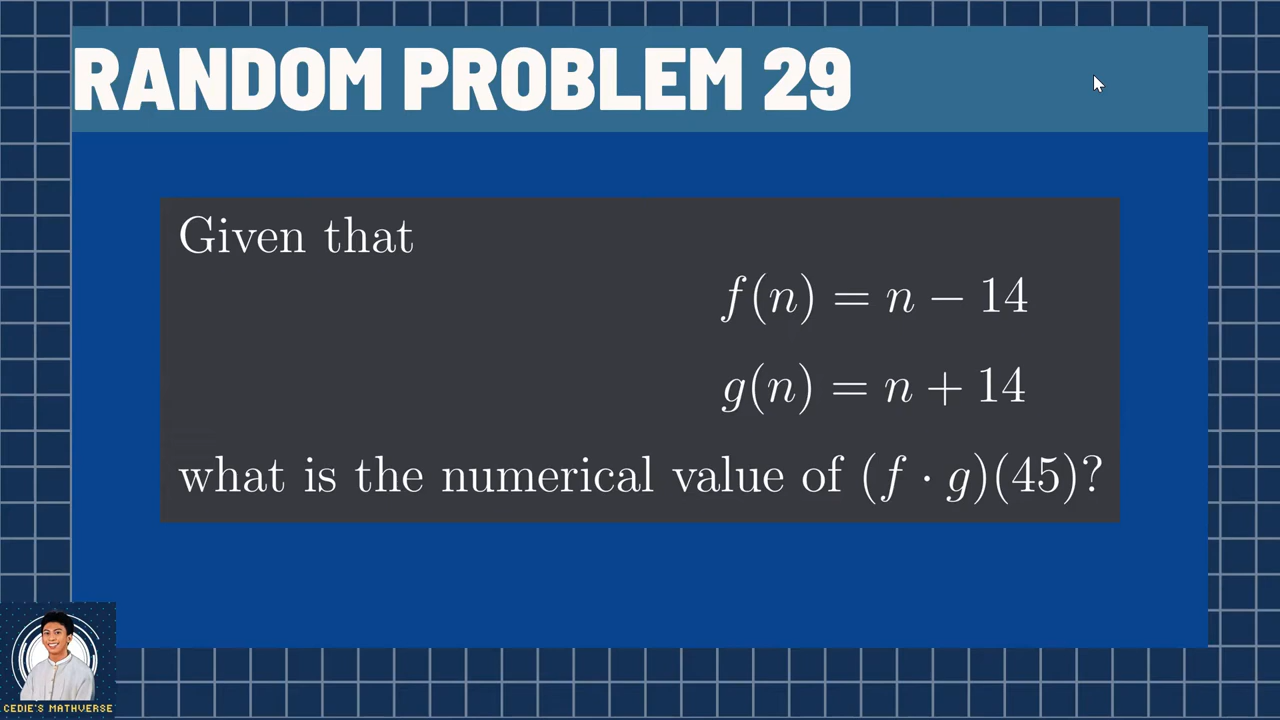 RANDOM PROBLEM 29
Given that
f(n) = n − 14
g(n) = n + 14
what is the numerical value of (f · g)(45)?
CEDIE'S MATHVERSE